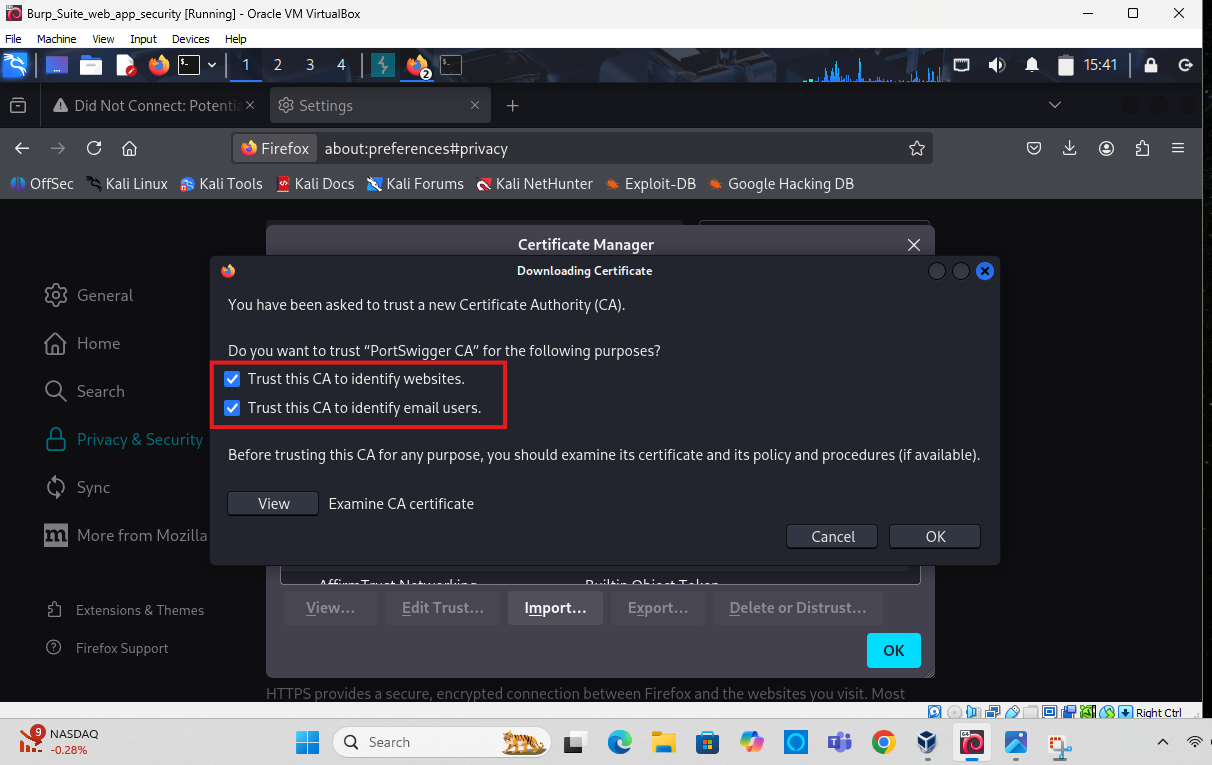 Burp_Suite_web_app_security [Running] - Oracle VM VirtualBox
File Machine View Input Devices Help
1 2 3 4 2 15:41
Did Not Connect: Potentia Settings
Firefox about:preferences#privacy
OffSec Kali Linux Kali Tools Kali Docs Kali Forums Kali NetHunter Exploit-DB Google Hacking DB
Certificate Manager
Downloading Certificate
You have been asked to trust a new Certificate Authority (CA).
Do you want to trust “PortSwigger CA” for the following purposes?
Trust this CA to identify websites.
Trust this CA to identify email users.
Before trusting this CA for any purpose, you should examine its certificate and its policy and procedures (if available).
View Examine CA certificate
Cancel OK
General
Home
Search
Privacy & Security
Sync
More from Mozilla
Extensions & Themes
Firefox Support
AffirmTrust Networking Builtin Object Token
View... Edit Trust... Import... Export... Delete or Distrust...
OK
HTTPS provides a secure, encrypted connection between Firefox and the websites you visit. Most
Right Ctrl
9 NASDAQ
-0.28%
Search